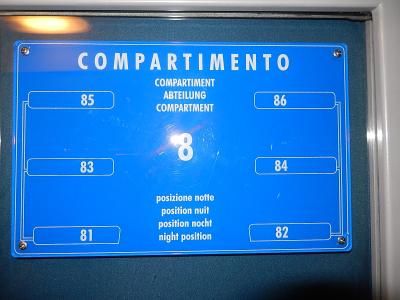 COMPARTIMENTO
COMPARTIMENT
ABTEILUNG
COMPARTMENT
85 86
8
83 84
posizione notte
position nuit
position nocht
night position
81 82